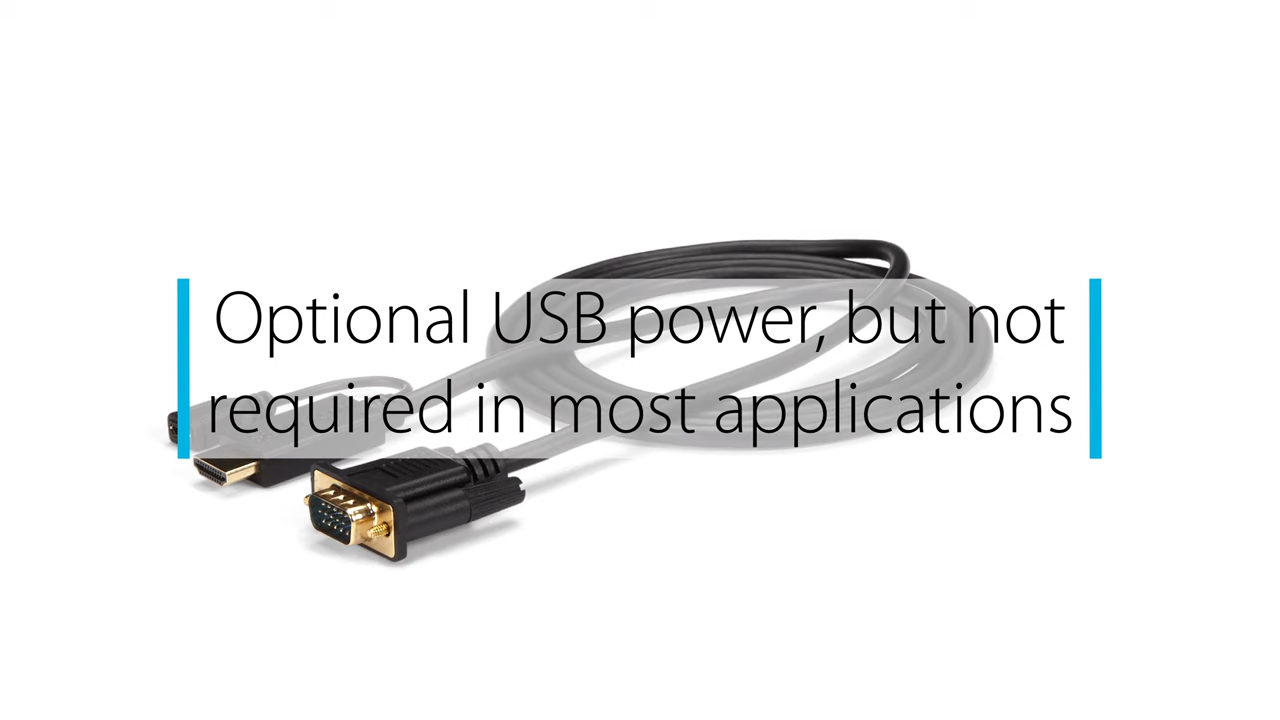 Optional USB power, but not
required in most applications